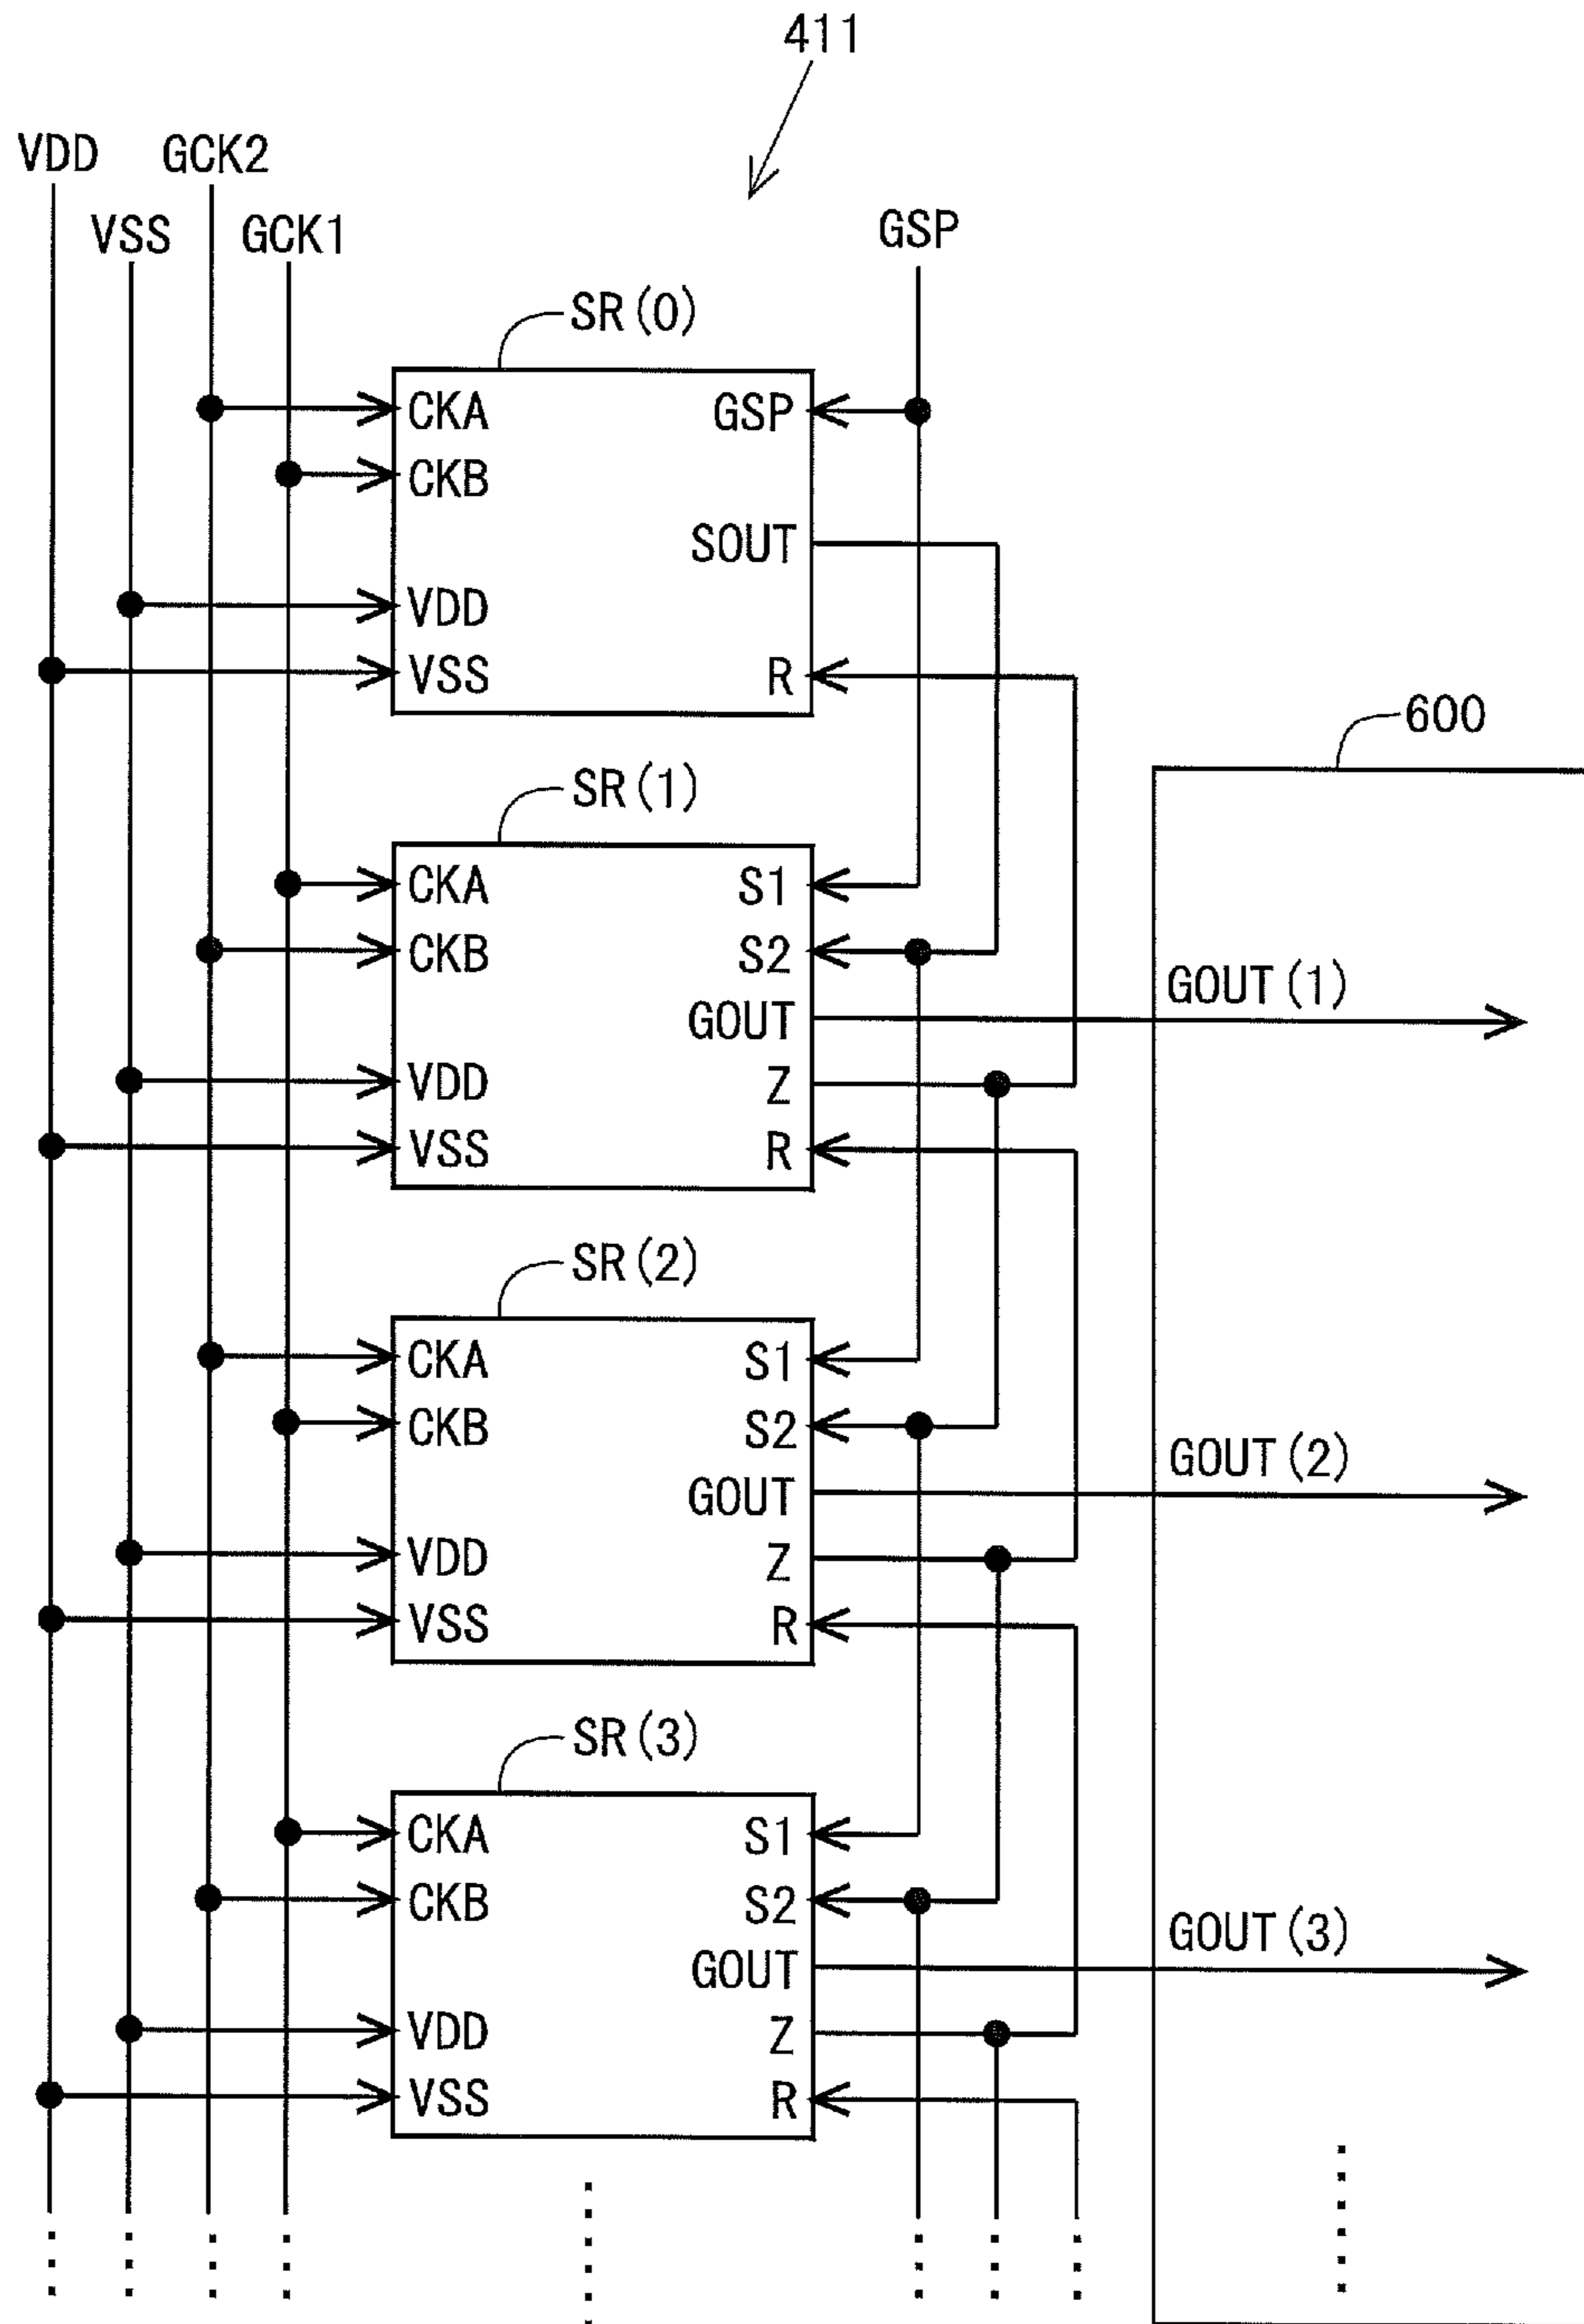 411
VDD
GCK2
VSS
GCK1
GSP
SR(0)
CKA
GSP
CKB
SOUT
VDD
VSS
R
600
SR(1)
CKA
S1
CKB
S2
GOUT
GOUT(1)
VDD
Z
VSS
R
SR(2)
CKA
S1
CKB
S2
GOUT
GOUT(2)
VDD
Z
VSS
R
SR(3)
CKA
S1
CKB
S2
GOUT
GOUT(3)
VDD
Z
VSS
R